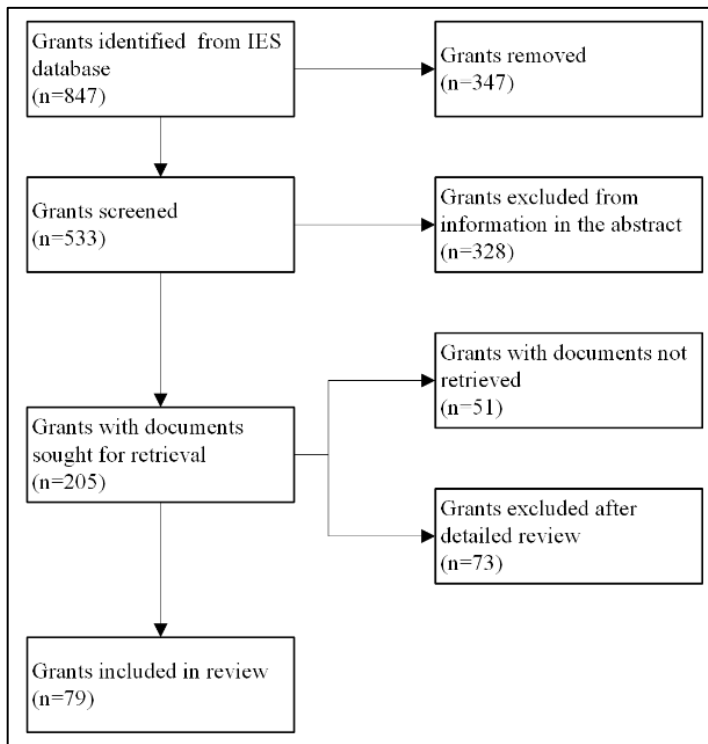 Grants identified from IES
database
(n=847)
Grants removed
(n=347)
Grants screened
(n=533)
Grants excluded from
information in the abstract
(n=328)
Grants with documents not
retrieved
(n=51)
Grants with documents
sought for retrieval
(n=205)
Grants excluded after
detailed review
(n=73)
Grants included in review
(n=79)